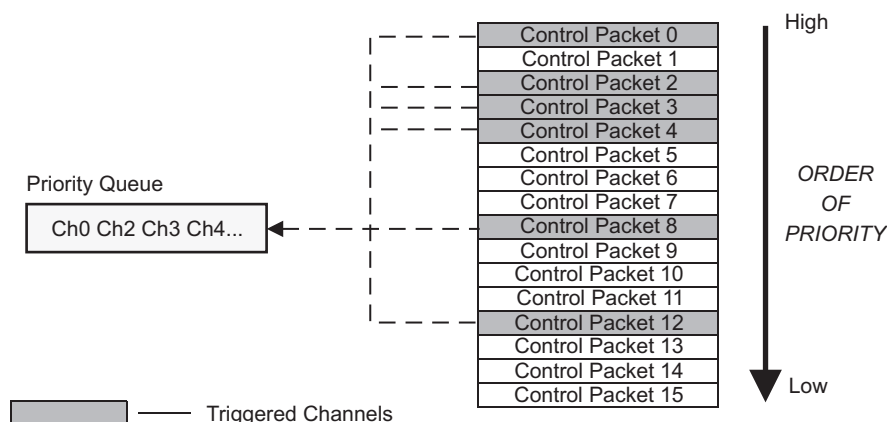 Control Packet 0
Control Packet 1
Control Packet 2
Control Packet 3
Control Packet 4
Control Packet 5
Control Packet 6
Control Packet 7
Control Packet 8
Control Packet 9
Control Packet 10
Control Packet 11
Control Packet 12
Control Packet 13
Control Packet 14
Control Packet 15
High
ORDER
OF
PRIORITY
Low
Priority Queue
Ch0 Ch2 Ch3 Ch4...
Triggered Channels